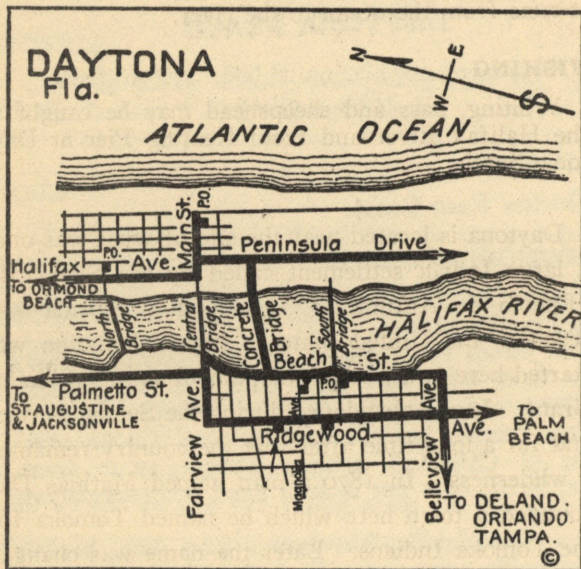 DAYTONA
Fla.
N
E
W
S
ATLANTIC OCEAN
P.O.
Main St.
Peninsula Drive
P.O.
Halifax Ave.
TO ORMOND
BEACH
North
Bridge
Central
Bridge
Concrete
Bridge
South
Bridge
HALIFAX RIVER
Beach St.
P.O.
TO
ST. AUGUSTINE
& JACKSONVILLE
Palmetto St.
Fairview Ave.
Magnolia Ave.
Ridgewood Ave.
Belleview Ave.
TO
PALM
BEACH
TO DELAND.
ORLANDO
TAMPA.
©